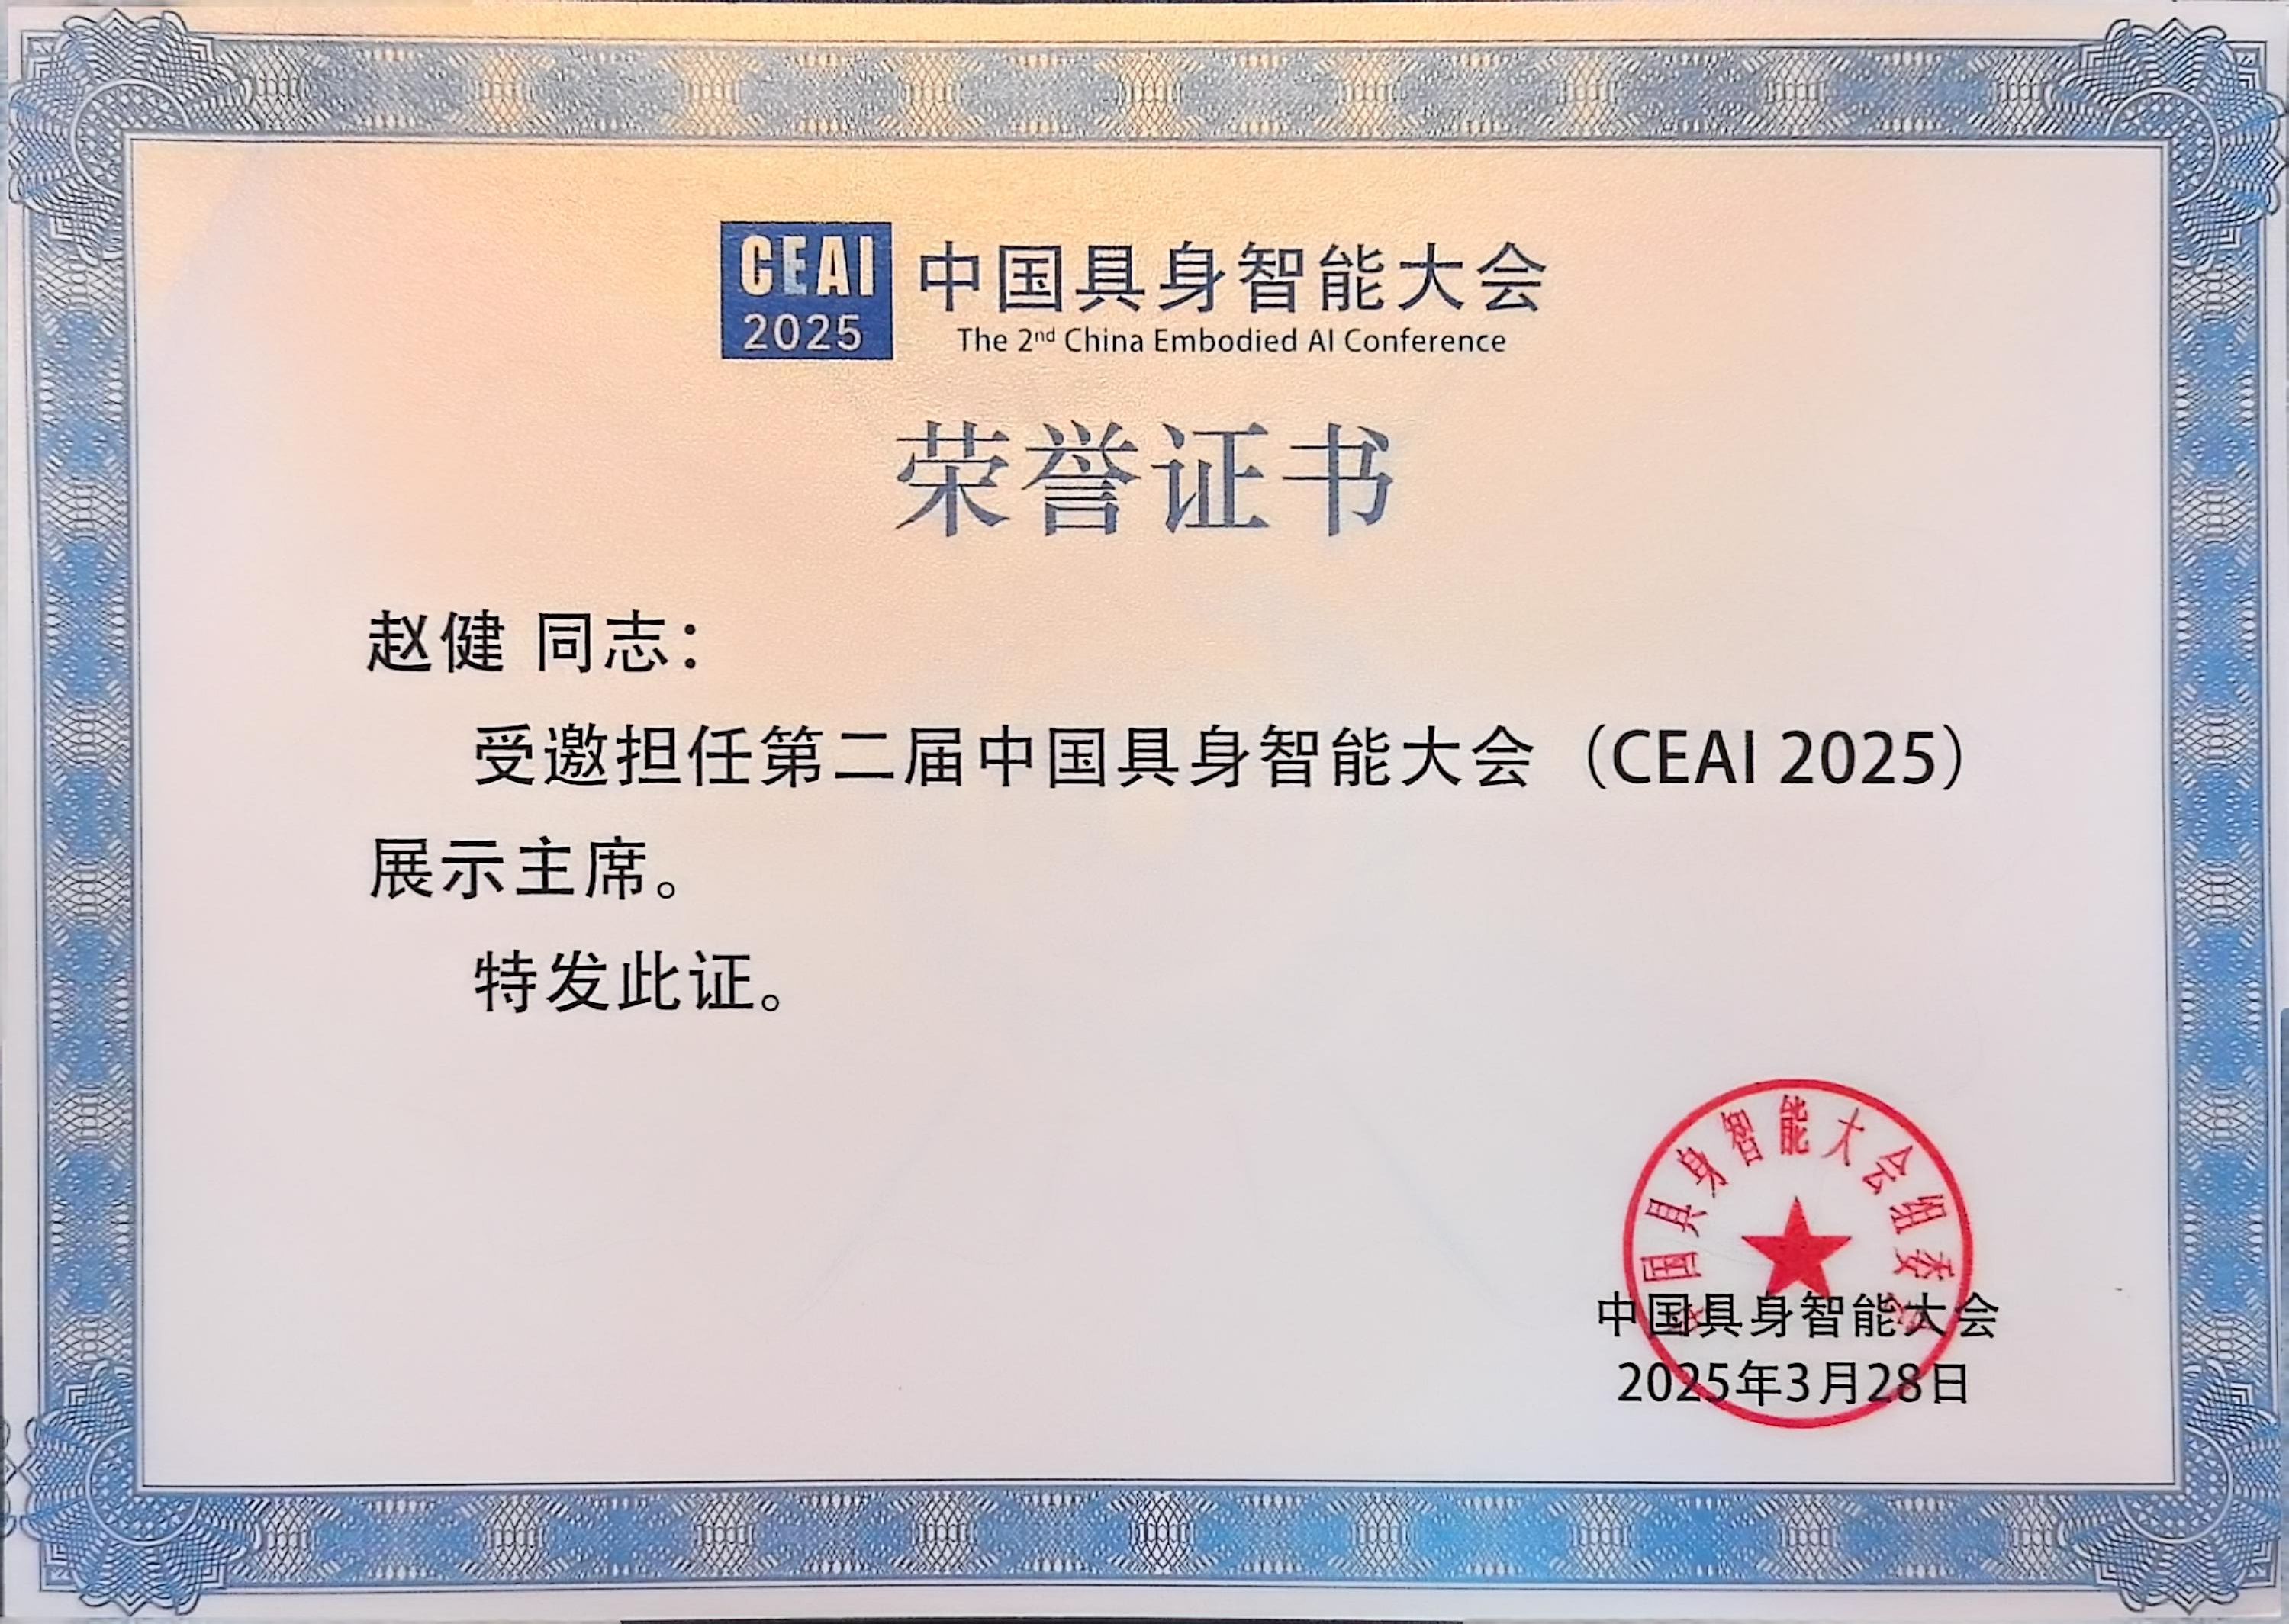 CEAI
2025
中国具身智能大会
The 2nd China Embodied AI Conference
荣誉证书
赵健 同志：
受邀担任第二届中国具身智能大会（CEAI 2025）
展示主席。
特发此证。
中国具身智能大会组委会
中国具身智能大会
2025年3月28日